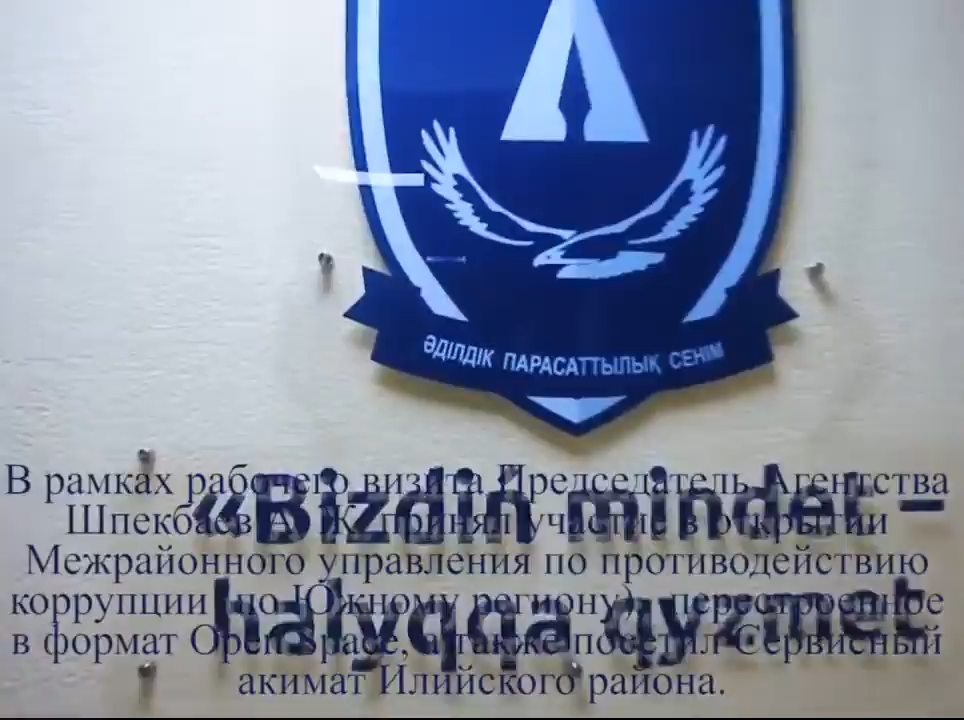 ӘДІЛДІК ПАРАСАТТЫЛЫҚ СЕНІМ
«Bizdiń mindet –
halyqqa qyzmet
В рамках рабочего визита Председатель Агентства
Шпекбаев А. Ж. принял участие в открытии
Межрайонного управления по противодействию
коррупции (по Южному региону), перестроенное
в формат Open Space, а также посетил Сервисный
акимат Илийского района.